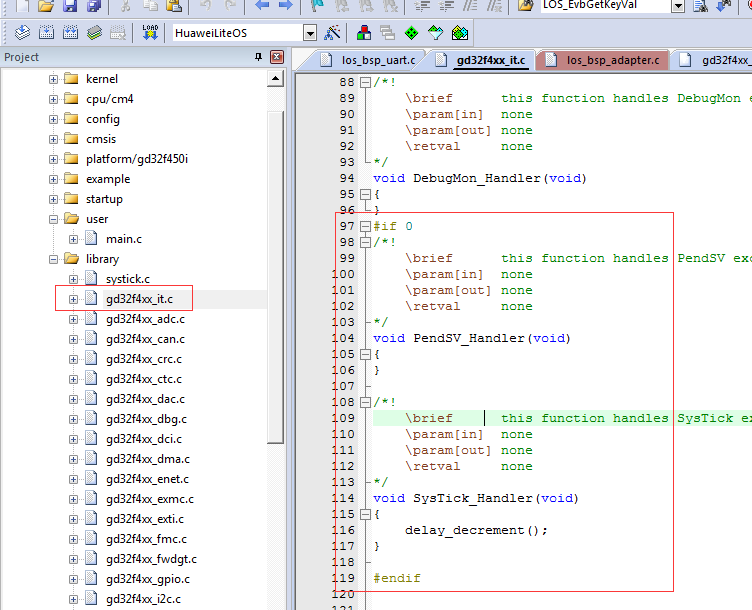 LOS_EvbGetKeyVal
LOAD
HuaweiLiteOS
Project
kernel
cpu/cm4
config
cmsis
platform/gd32f450i
example
startup
user
main.c
library
systick.c
gd32f4xx_it.c
gd32f4xx_adc.c
gd32f4xx_can.c
gd32f4xx_crc.c
gd32f4xx_ctc.c
gd32f4xx_dac.c
gd32f4xx_dbg.c
gd32f4xx_dci.c
gd32f4xx_dma.c
gd32f4xx_enet.c
gd32f4xx_exmc.c
gd32f4xx_exti.c
gd32f4xx_fmc.c
gd32f4xx_fwdgt.c
gd32f4xx_gpio.c
gd32f4xx_i2c.c
los_bsp_uart.c gd32f4xx_it.c los_bsp_adapter.c gd32f4xx_
88 /*!
89 \brief this function handles DebugMon e
90 \param[in] none
91 \param[out] none
92 \retval none
93 */
94 void DebugMon_Handler(void)
95 {
96 }
97 #if 0
98 /*!
99 \brief this function handles PendSV exc
100 \param[in] none
101 \param[out] none
102 \retval none
103 */
104 void PendSV_Handler(void)
105 {
106 }
107
108 /*!
109 \brief this function handles SysTick ex
110 \param[in] none
111 \param[out] none
112 \retval none
113 */
114 void SysTick_Handler(void)
115 {
116 delay_decrement();
117 }
118
119 #endif
120